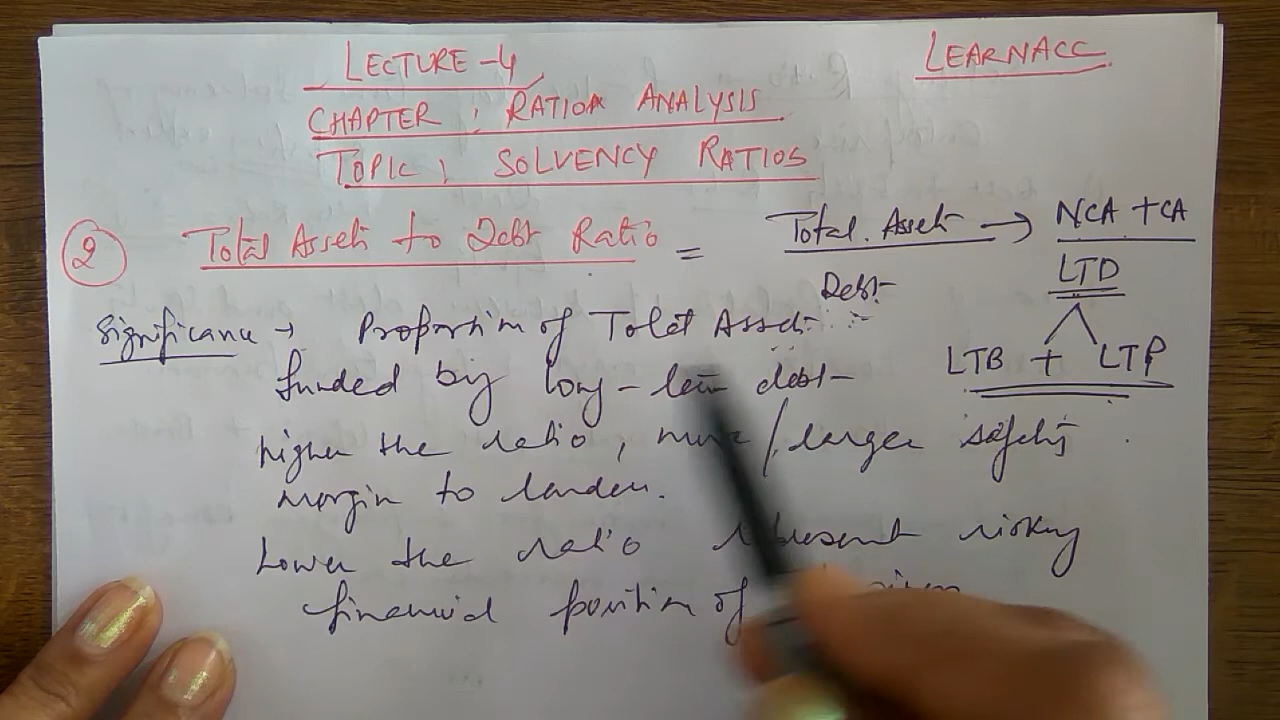 LECTURE-4
LEARNACC
CHAPTER : RATIO ANALYSIS
TOPIC : SOLVENCY RATIOS
2 Total Assets to Debt Ratio = Total Assets → NCA + CA
Debt
LTD
LTB + LTP
Significance → Proportion of Total Assets
funded by long-term debt
higher the ratio, more/larger safety
margin to lenders.
Lower the ratio represent risky
financial position of